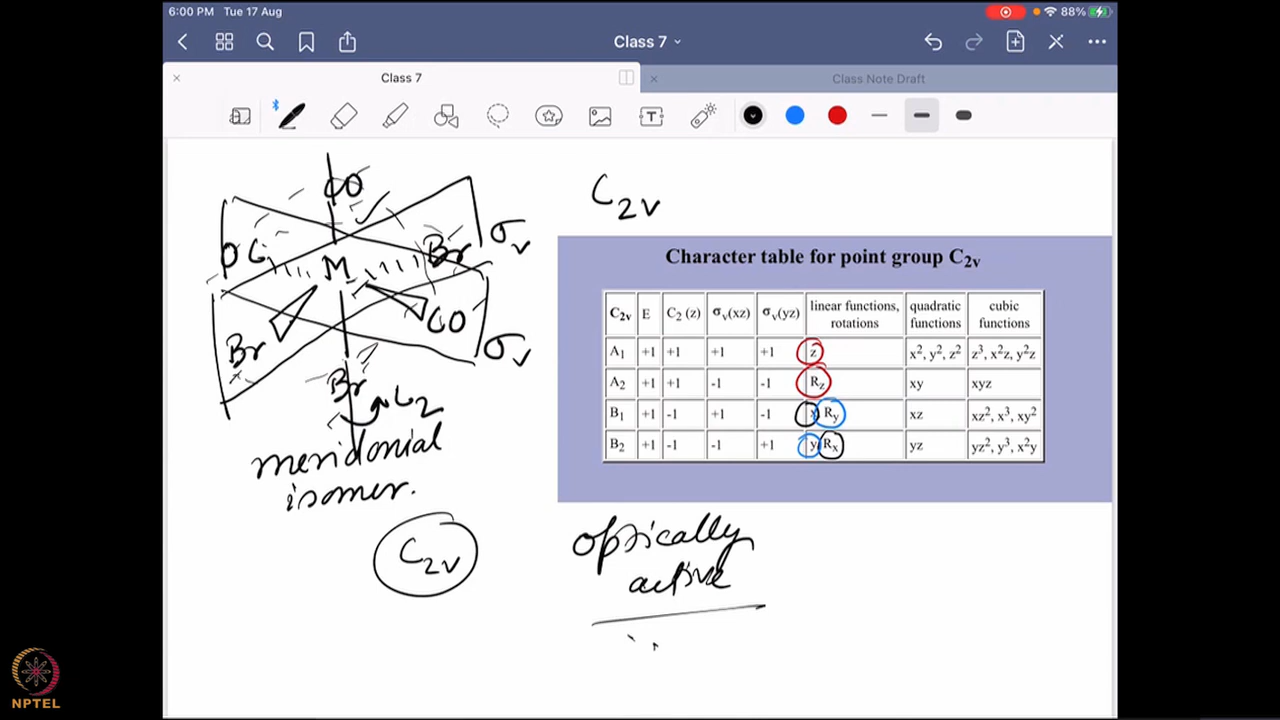 6:00 PM Tue 17 Aug
88%
Class 7
Class 7
Class Note Draft
CO
σv
OC
M
Br
Br
CO
σv
Br
C2
meridonial
isomer.
C2v
C2v
Character table for point group C2v
C2v E C2 (z) σv(xz) σv(yz) linear functions, rotations quadratic functions cubic functions
A1 +1 +1 +1 +1 z x², y², z² z³, x²z, y²z
A2 +1 +1 -1 -1 Rz xy xyz
B1 +1 -1 +1 -1 x, Ry xz xz², x³, xy²
B2 +1 -1 -1 +1 y, Rx yz yz², y³, x²y
optically
active
NPTEL